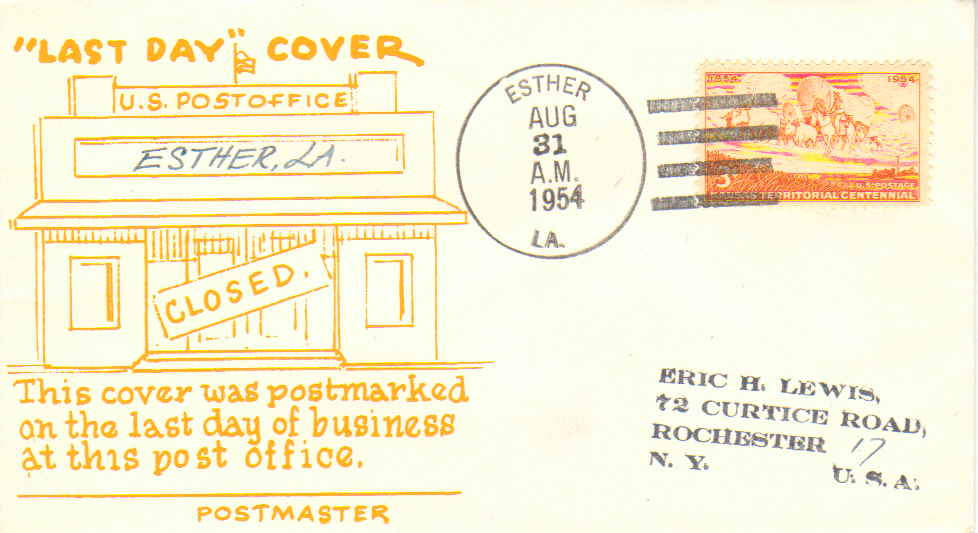 "LAST DAY" COVER
U.S. POSTOFFICE
ESTHER, LA.
CLOSED.
This cover was postmarked
on the last day of business
at this post office.
POSTMASTER
ESTHER
AUG
31
A.M.
1954
LA.
1854 1954
3¢ U.S. POSTAGE
TERRITORIAL CENTENNIAL
ERIC H. LEWIS,
72 CURTICE ROAD,
ROCHESTER 17
N. Y. U. S. A.